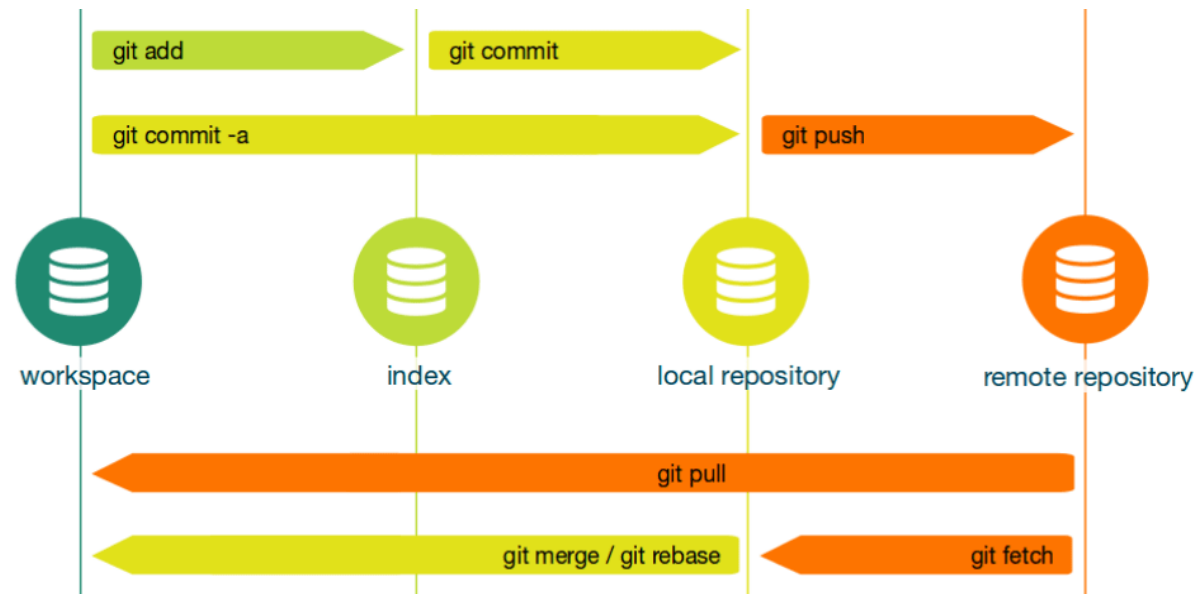 git add
git commit
git commit -a
git push
workspace
index
local repository
remote repository
git pull
git merge / git rebase
git fetch